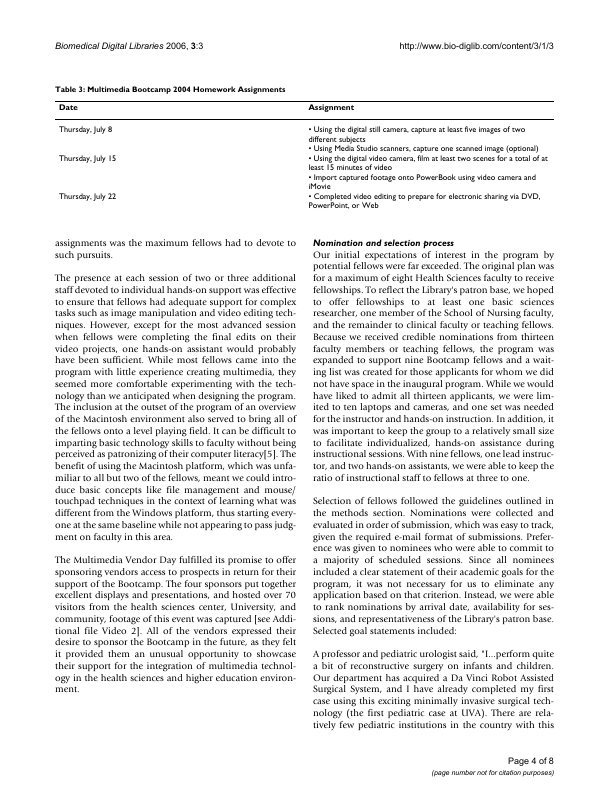 Biomedical Digital Libraries 2006, 3:3
http://www.bio-diglib.com/content/3/1/3
Table 3: Multimedia Bootcamp 2004 Homework Assignments
Date
Assignment
Thursday, July 8
• Using the digital still camera, capture at least five images of two
different subjects
• Using Media Studio scanners, capture one scanned image (optional)
Thursday, July 15
• Using the digital video camera, film at least two scenes for a total of at
least 15 minutes of video
• Import captured footage onto PowerBook using video camera and
iMovie
Thursday, July 22
• Completed video editing to prepare for electronic sharing via DVD,
PowerPoint, or Web
assignments was the maximum fellows had to devote to
such pursuits.
The presence at each session of two or three additional
staff devoted to individual hands-on support was effective
to ensure that fellows had adequate support for complex
tasks such as image manipulation and video editing tech-
niques. However, except for the most advanced session
when fellows were completing the final edits on their
video projects, one hands-on assistant would probably
have been sufficient. While most fellows came into the
program with little experience creating multimedia, they
seemed more comfortable experimenting with the tech-
nology than we anticipated when designing the program.
The inclusion at the outset of the program of an overview
of the Macintosh environment also served to bring all of
the fellows onto a level playing field. It can be difficult to
imparting basic technology skills to faculty without being
perceived as patronizing of their computer literacy[5]. The
benefit of using the Macintosh platform, which was unfa-
miliar to all but two of the fellows, meant we could intro-
duce basic concepts like file management and mouse/
touchpad techniques in the context of learning what was
different from the Windows platform, thus starting every-
one at the same baseline while not appearing to pass judg-
ment on faculty in this area.
The Multimedia Vendor Day fulfilled its promise to offer
sponsoring vendors access to prospects in return for their
support of the Bootcamp. The four sponsors put together
excellent displays and presentations, and hosted over 70
visitors from the health sciences center, University, and
community, footage of this event was captured [see Addi-
tional file Video 2]. All of the vendors expressed their
desire to sponsor the Bootcamp in the future, as they felt
it provided them an unusual opportunity to showcase
their support for the integration of multimedia technol-
ogy in the health sciences and higher education environ-
ment.
Nomination and selection process
Our initial expectations of interest in the program by
potential fellows were far exceeded. The original plan was
for a maximum of eight Health Sciences faculty to receive
fellowships. To reflect the Library's patron base, we hoped
to offer fellowships to at least one basic sciences
researcher, one member of the School of Nursing faculty,
and the remainder to clinical faculty or teaching fellows.
Because we received credible nominations from thirteen
faculty members or teaching fellows, the program was
expanded to support nine Bootcamp fellows and a wait-
ing list was created for those applicants for whom we did
not have space in the inaugural program. While we would
have liked to admit all thirteen applicants, we were lim-
ited to ten laptops and cameras, and one set was needed
for the instructor and hands-on instruction. In addition, it
was important to keep the group to a relatively small size
to facilitate individualized, hands-on assistance during
instructional sessions. With nine fellows, one lead instruc-
tor, and two hands-on assistants, we were able to keep the
ratio of instructional staff to fellows at three to one.
Selection of fellows followed the guidelines outlined in
the methods section. Nominations were collected and
evaluated in order of submission, which was easy to track,
given the required e-mail format of submissions. Prefer-
ence was given to nominees who were able to commit to
a majority of scheduled sessions. Since all nominees
included a clear statement of their academic goals for the
program, it was not necessary for us to eliminate any
application based on that criterion. Instead, we were able
to rank nominations by arrival date, availability for ses-
sions, and representativeness of the Library's patron base.
Selected goal statements included:
A professor and pediatric urologist said, "I...perform quite
a bit of reconstructive surgery on infants and children.
Our department has acquired a Da Vinci Robot Assisted
Surgical System, and I have already completed my first
case using this exciting minimally invasive surgical tech-
nology (the first pediatric case at UVA). There are rela-
tively few pediatric institutions in the country with this
Page 4 of 8
(page number not for citation purposes)